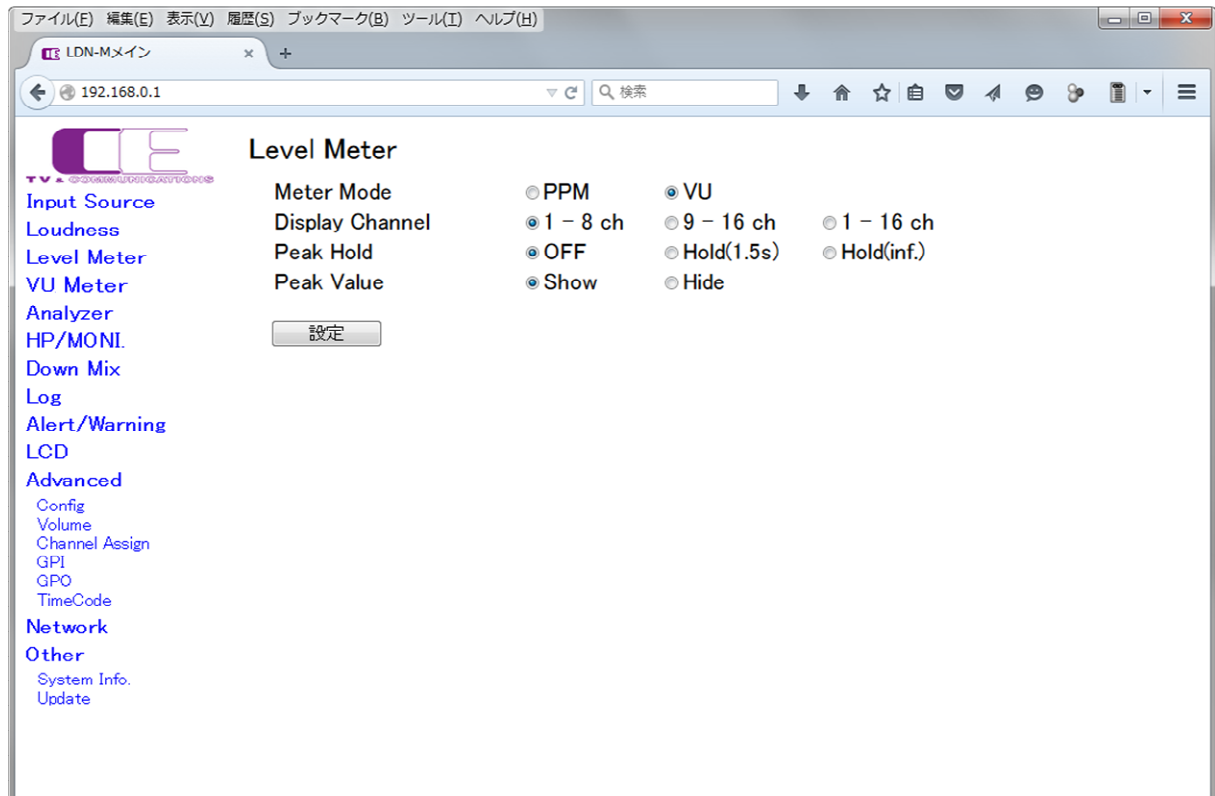 ファイル(F) 編集(E) 表示(V) 履歴(S) ブックマーク(B) ツール(T) ヘルプ(H)
LDN-Mメイン
192.168.0.1
検索
TV & COMMUNICATIONS
Input Source
Loudness
Level Meter
VU Meter
Analyzer
HP/MONI.
Down Mix
Log
Alert/Warning
LCD
Advanced
Config
Volume
Channel Assign
GPI
GPO
TimeCode
Network
Other
System Info.
Update
Level Meter
Meter Mode PPM VU
Display Channel 1 - 8 ch 9 - 16 ch 1 - 16 ch
Peak Hold OFF Hold(1.5s) Hold(inf.)
Peak Value Show Hide
設定